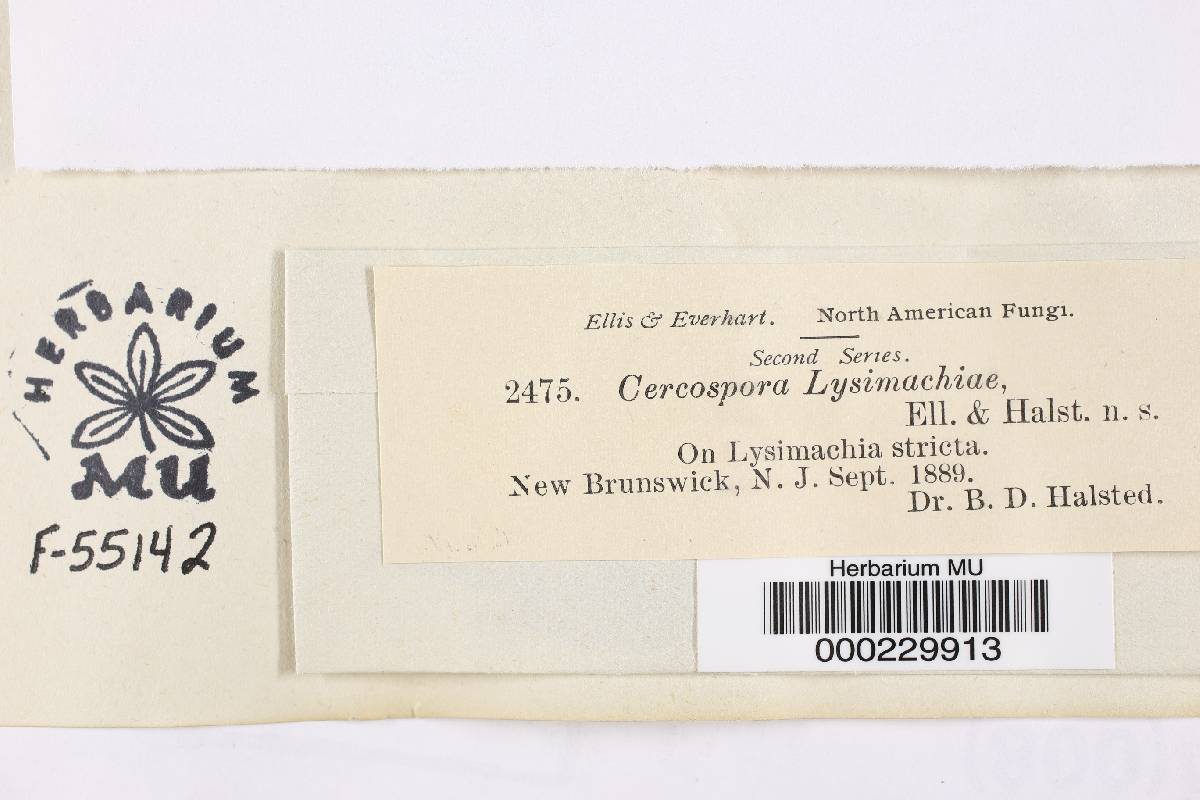 HERBARIUM
MU
F-55142
Ellis & Everhart. North American Fungi.
Second Series.
2475. Cercospora Lysimachiae,
Ell. & Halst. n. s.
On Lysimachia stricta.
New Brunswick, N. J. Sept. 1889.
Dr. B. D. Halsted.
Herbarium MU
000229913